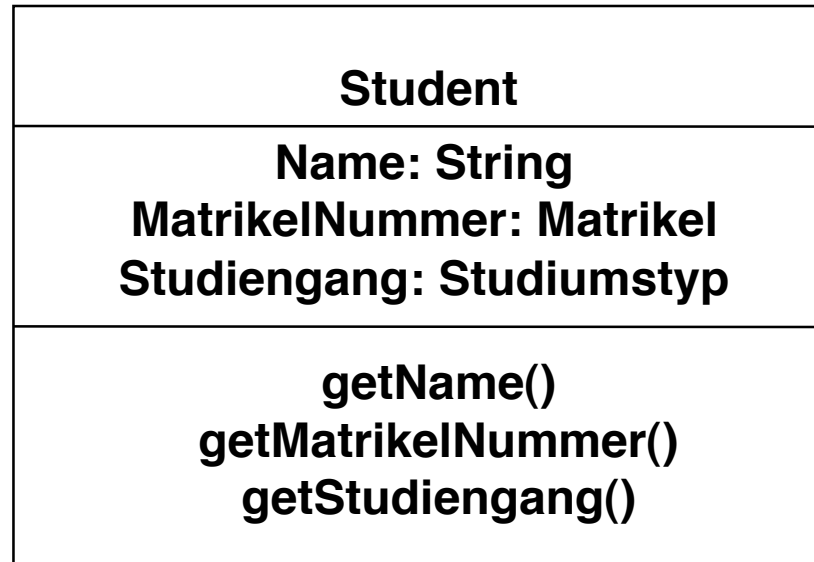 Student
Name: String
MatrikelNummer: Matrikel
Studiengang: Studiumstyp
getName()
getMatrikelNummer()
getStudiengang()